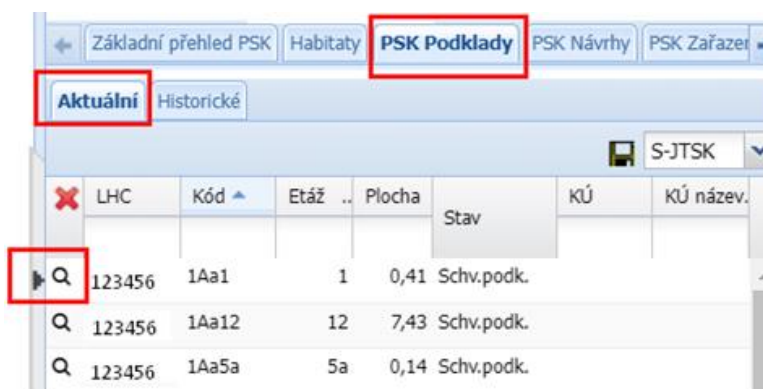 Základní přehled PSK Habitaty PSK Podklady PSK Návrhy PSK Zařazer
Aktuální Historické
S-JTSK
LHC Kód Etáž .. Plocha Stav KÚ KÚ název.
123456 1Aa1 1 0,41 Schv.podk.
123456 1Aa12 12 7,43 Schv.podk.
123456 1Aa5a 5a 0,14 Schv.podk.